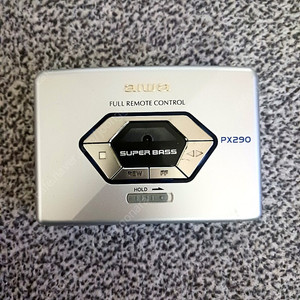 aiwa
FULL REMOTE CONTROL
PX290
SUPER BASS
REW
FF
HOLD